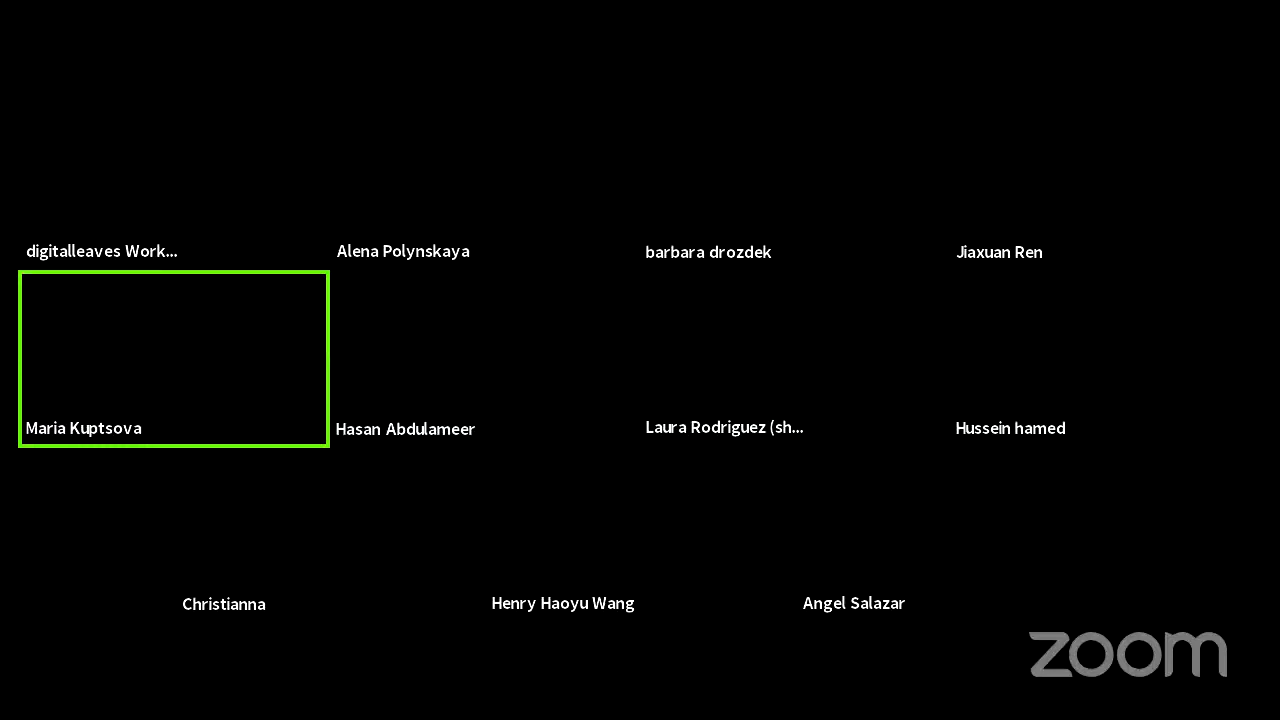 digitalleaves Work...
Alena Polynskaya
barbara drozdek
Jiaxuan Ren
Maria Kuptsova
Hasan Abdulameer
Laura Rodriguez (sh...
Hussein hamed
Christianna
Henry Haoyu Wang
Angel Salazar
zoom